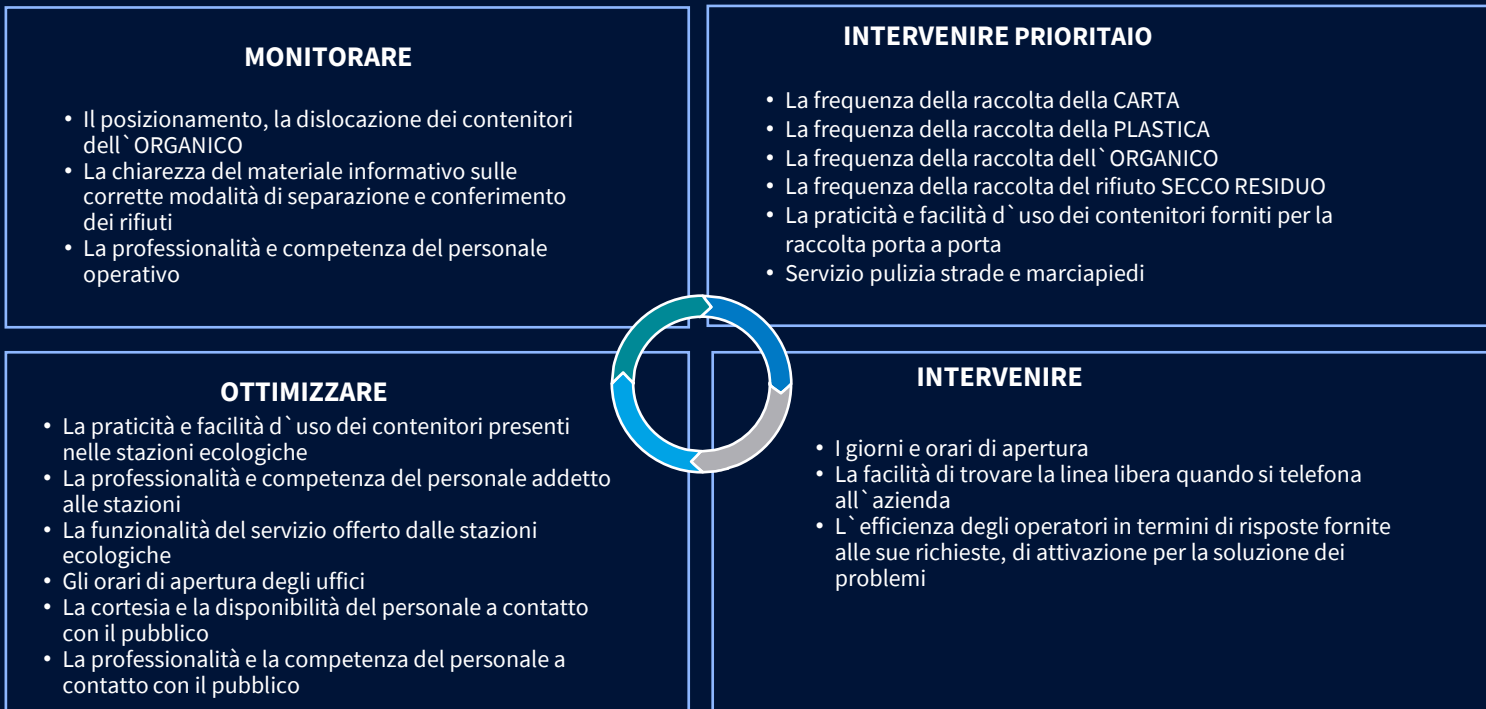 MONITORARE
• Il posizionamento, la dislocazione dei contenitori
dell`ORGANICO
• La chiarezza del materiale informativo sulle
corrette modalità di separazione e conferimento
dei rifiuti
• La professionalità e competenza del personale
operativo
INTERVENIRE PRIORITAIO
• La frequenza della raccolta della CARTA
• La frequenza della raccolta della PLASTICA
• La frequenza della raccolta dell`ORGANICO
• La frequenza della raccolta del rifiuto SECCO RESIDUO
• La praticità e facilità d`uso dei contenitori forniti per la
raccolta porta a porta
• Servizio pulizia strade e marciapiedi
OTTIMIZZARE
• La praticità e facilità d`uso dei contenitori presenti
nelle stazioni ecologiche
• La professionalità e competenza del personale addetto
alle stazioni
• La funzionalità del servizio offerto dalle stazioni
ecologiche
• Gli orari di apertura degli uffici
• La cortesia e la disponibilità del personale a contatto
con il pubblico
• La professionalità e la competenza del personale a
contatto con il pubblico
INTERVENIRE
• I giorni e orari di apertura
• La facilità di trovare la linea libera quando si telefona
all`azienda
• L`efficienza degli operatori in termini di risposte fornite
alle sue richieste, di attivazione per la soluzione dei
problemi